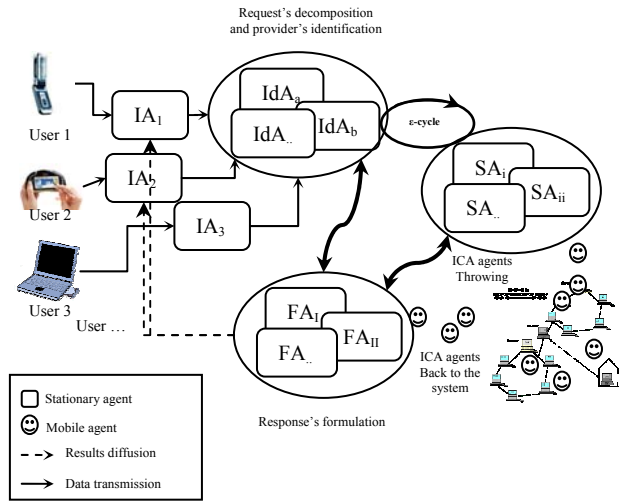 Request's decomposition
and provider's identification
User 1
IA1
IdAa
IdAb
IdA..
ε-cycle
User 2
IA2
IA3
User 3
User …
SAi
SAii
SA..
ICA agents
Throwing
FAI
FAII
FA..
ICA agents
Back to the
system
Response's formulation
Stationary agent
Mobile agent
Results diffusion
Data transmission